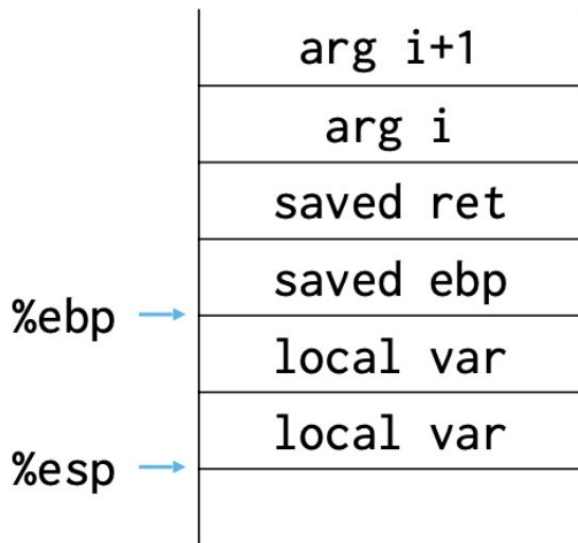 arg i+1
arg i
saved ret
saved ebp
%ebp
local var
local var
%esp